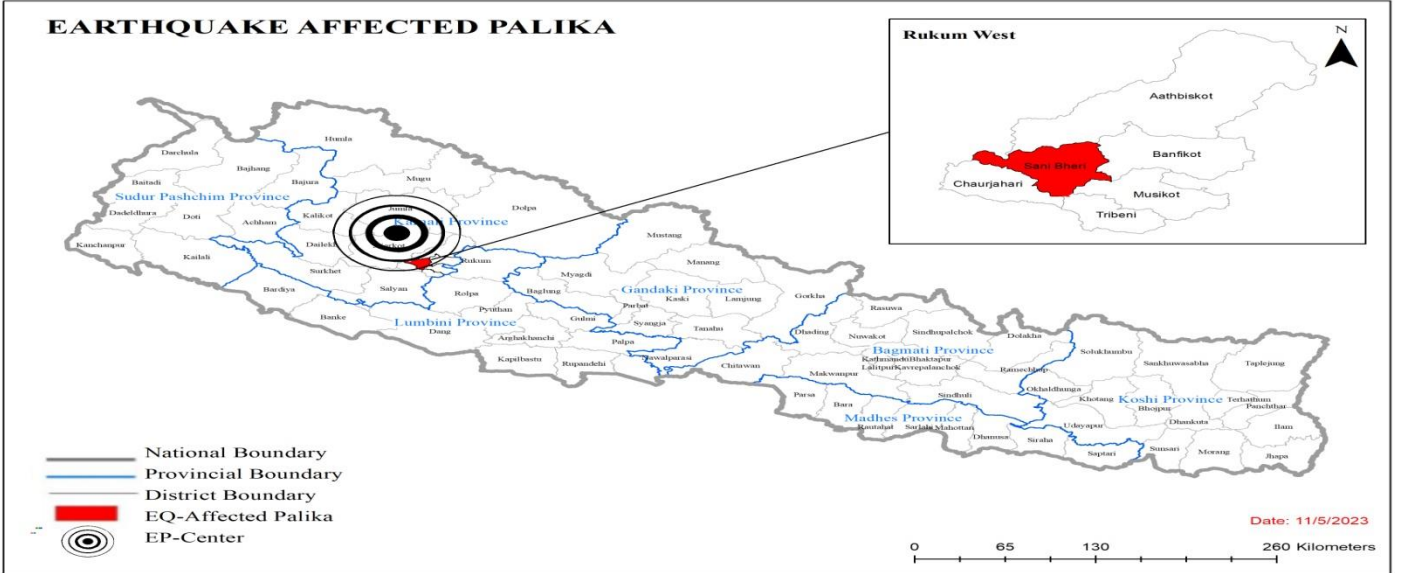 EARTHQUAKE AFFECTED PALIKA
Rukum West
N
Aathbiskot
Banfikot
Sani Bheri
Chaurjahari
Musikot
Tribeni
Humla
Darchula
Bajhang
Mugu
Baitadi
Bajura
Sudur Pashchim Province
Dolpa
Jumla
Dadeldhura
Doti
Achham
Kalikot
Province
Mustang
Kanchanpur
Kailali
Rukum
Manang
Surkhet
Myagdi
Bardiya
Salyan
Rolpa
Baglung
Gandaki Province
Gorkha
Parbat
Kaski
Lamjung
Rasuwa
Banke
Pyuthan
Gulmi
Syangja
Tanahu
Dhading
Nuwakot
Sindhupalchok
Dolakha
Lumbini Province
Dang
Arghakhanchi
Palpa
Bagmati Province
Solukhumbu
Sankhuwasabha
Taplejung
Kapilbastu
Rupandehi
Nawalparasi
Chitawan
Kathmandu
Bhaktapur
Lalitpur
Kavrepalanchok
Ramechhap
Makwanpur
Okhaldhunga
Parsa
Sindhuli
Khotang
Koshi Province
Terhathum
Bara
Bhojpur
Panchthar
Madhes Province
Rautahat
Sarlahi
Mahottari
Udayapur
Dhankuta
Ilam
Dhanusa
Siraha
Saptari
Sunsari
Morang
Jhapa
National Boundary
Provincial Boundary
District Boundary
EQ-Affected Palika
EP-Center
Date: 11/5/2023
0 65 130 260 Kilometers